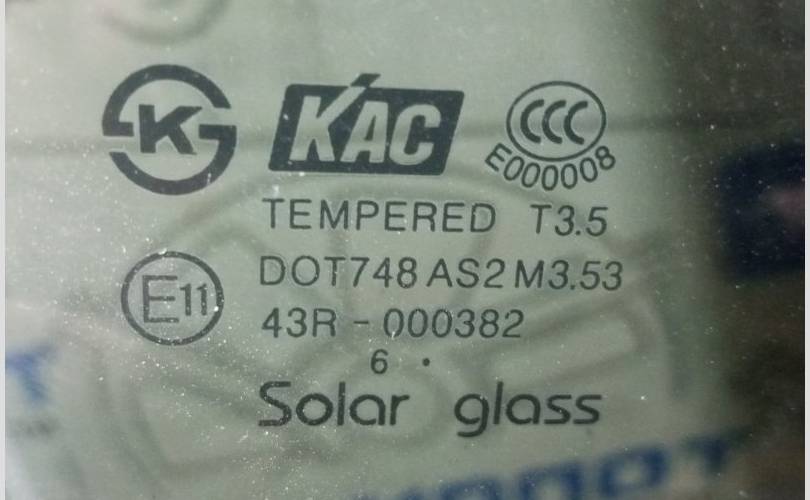 K KAC CCC
E000008
TEMPERED T3.5
E11 DOT748 AS2 M3.53
43R - 000382
6 .
Solar glass